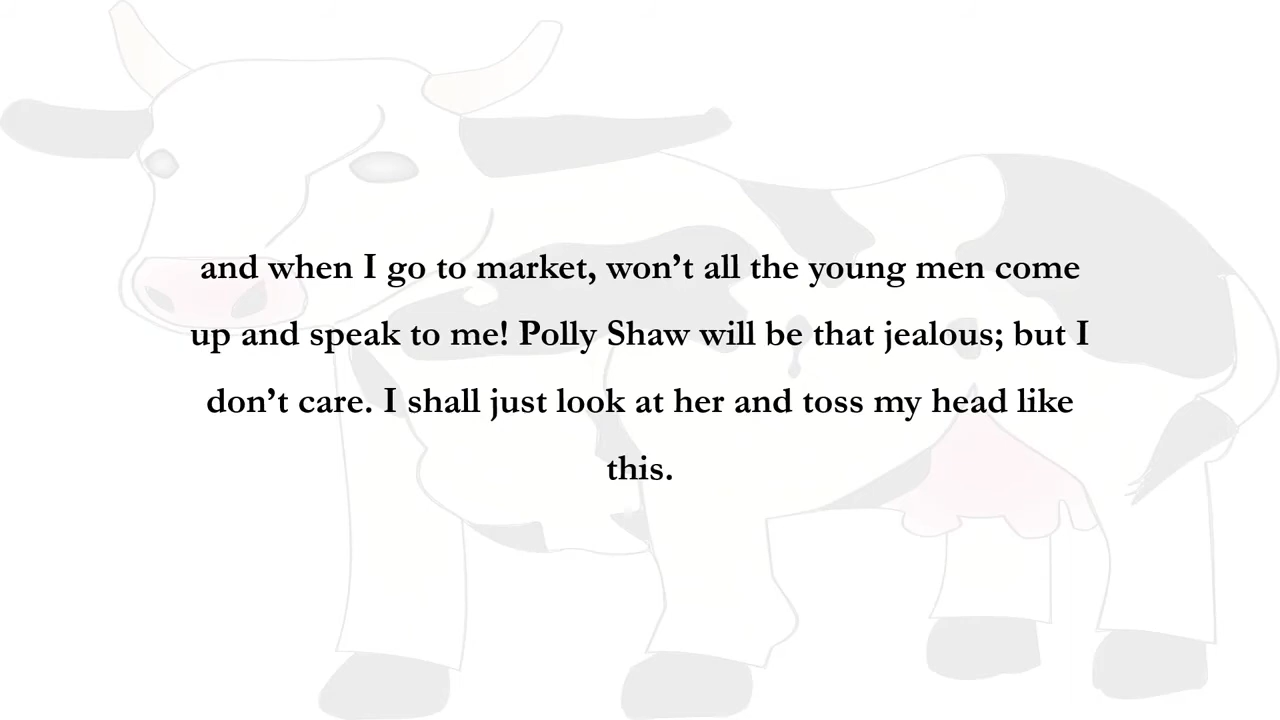 and when I go to market, won’t all the young men come
up and speak to me! Polly Shaw will be that jealous; but I
don’t care. I shall just look at her and toss my head like
this.